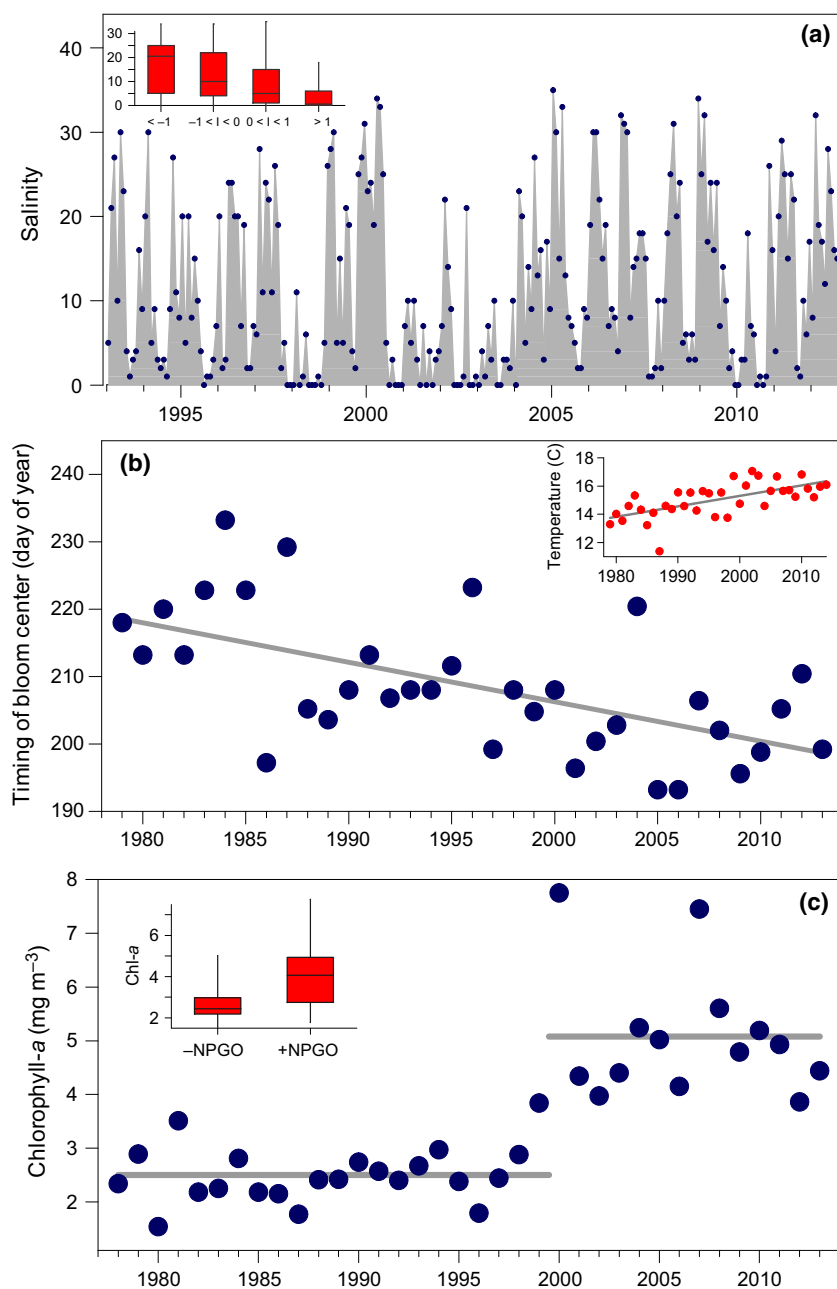 (a)
40
30
20
10
0
Salinity
30
20
10
0
< –1 –1 < I < 0 0 < I < 1 > 1
1995 2000 2005 2010
(b)
240
230
220
210
200
190
Timing of bloom center (day of year)
18
16
14
12
Temperature (C)
1980 1990 2000 2010
1980 1985 1990 1995 2000 2005 2010
(c)
8
7
6
5
4
3
2
Chlorophyll-a (mg m⁻³)
6
4
2
Chl-a
–NPGO +NPGO
1980 1985 1990 1995 2000 2005 2010